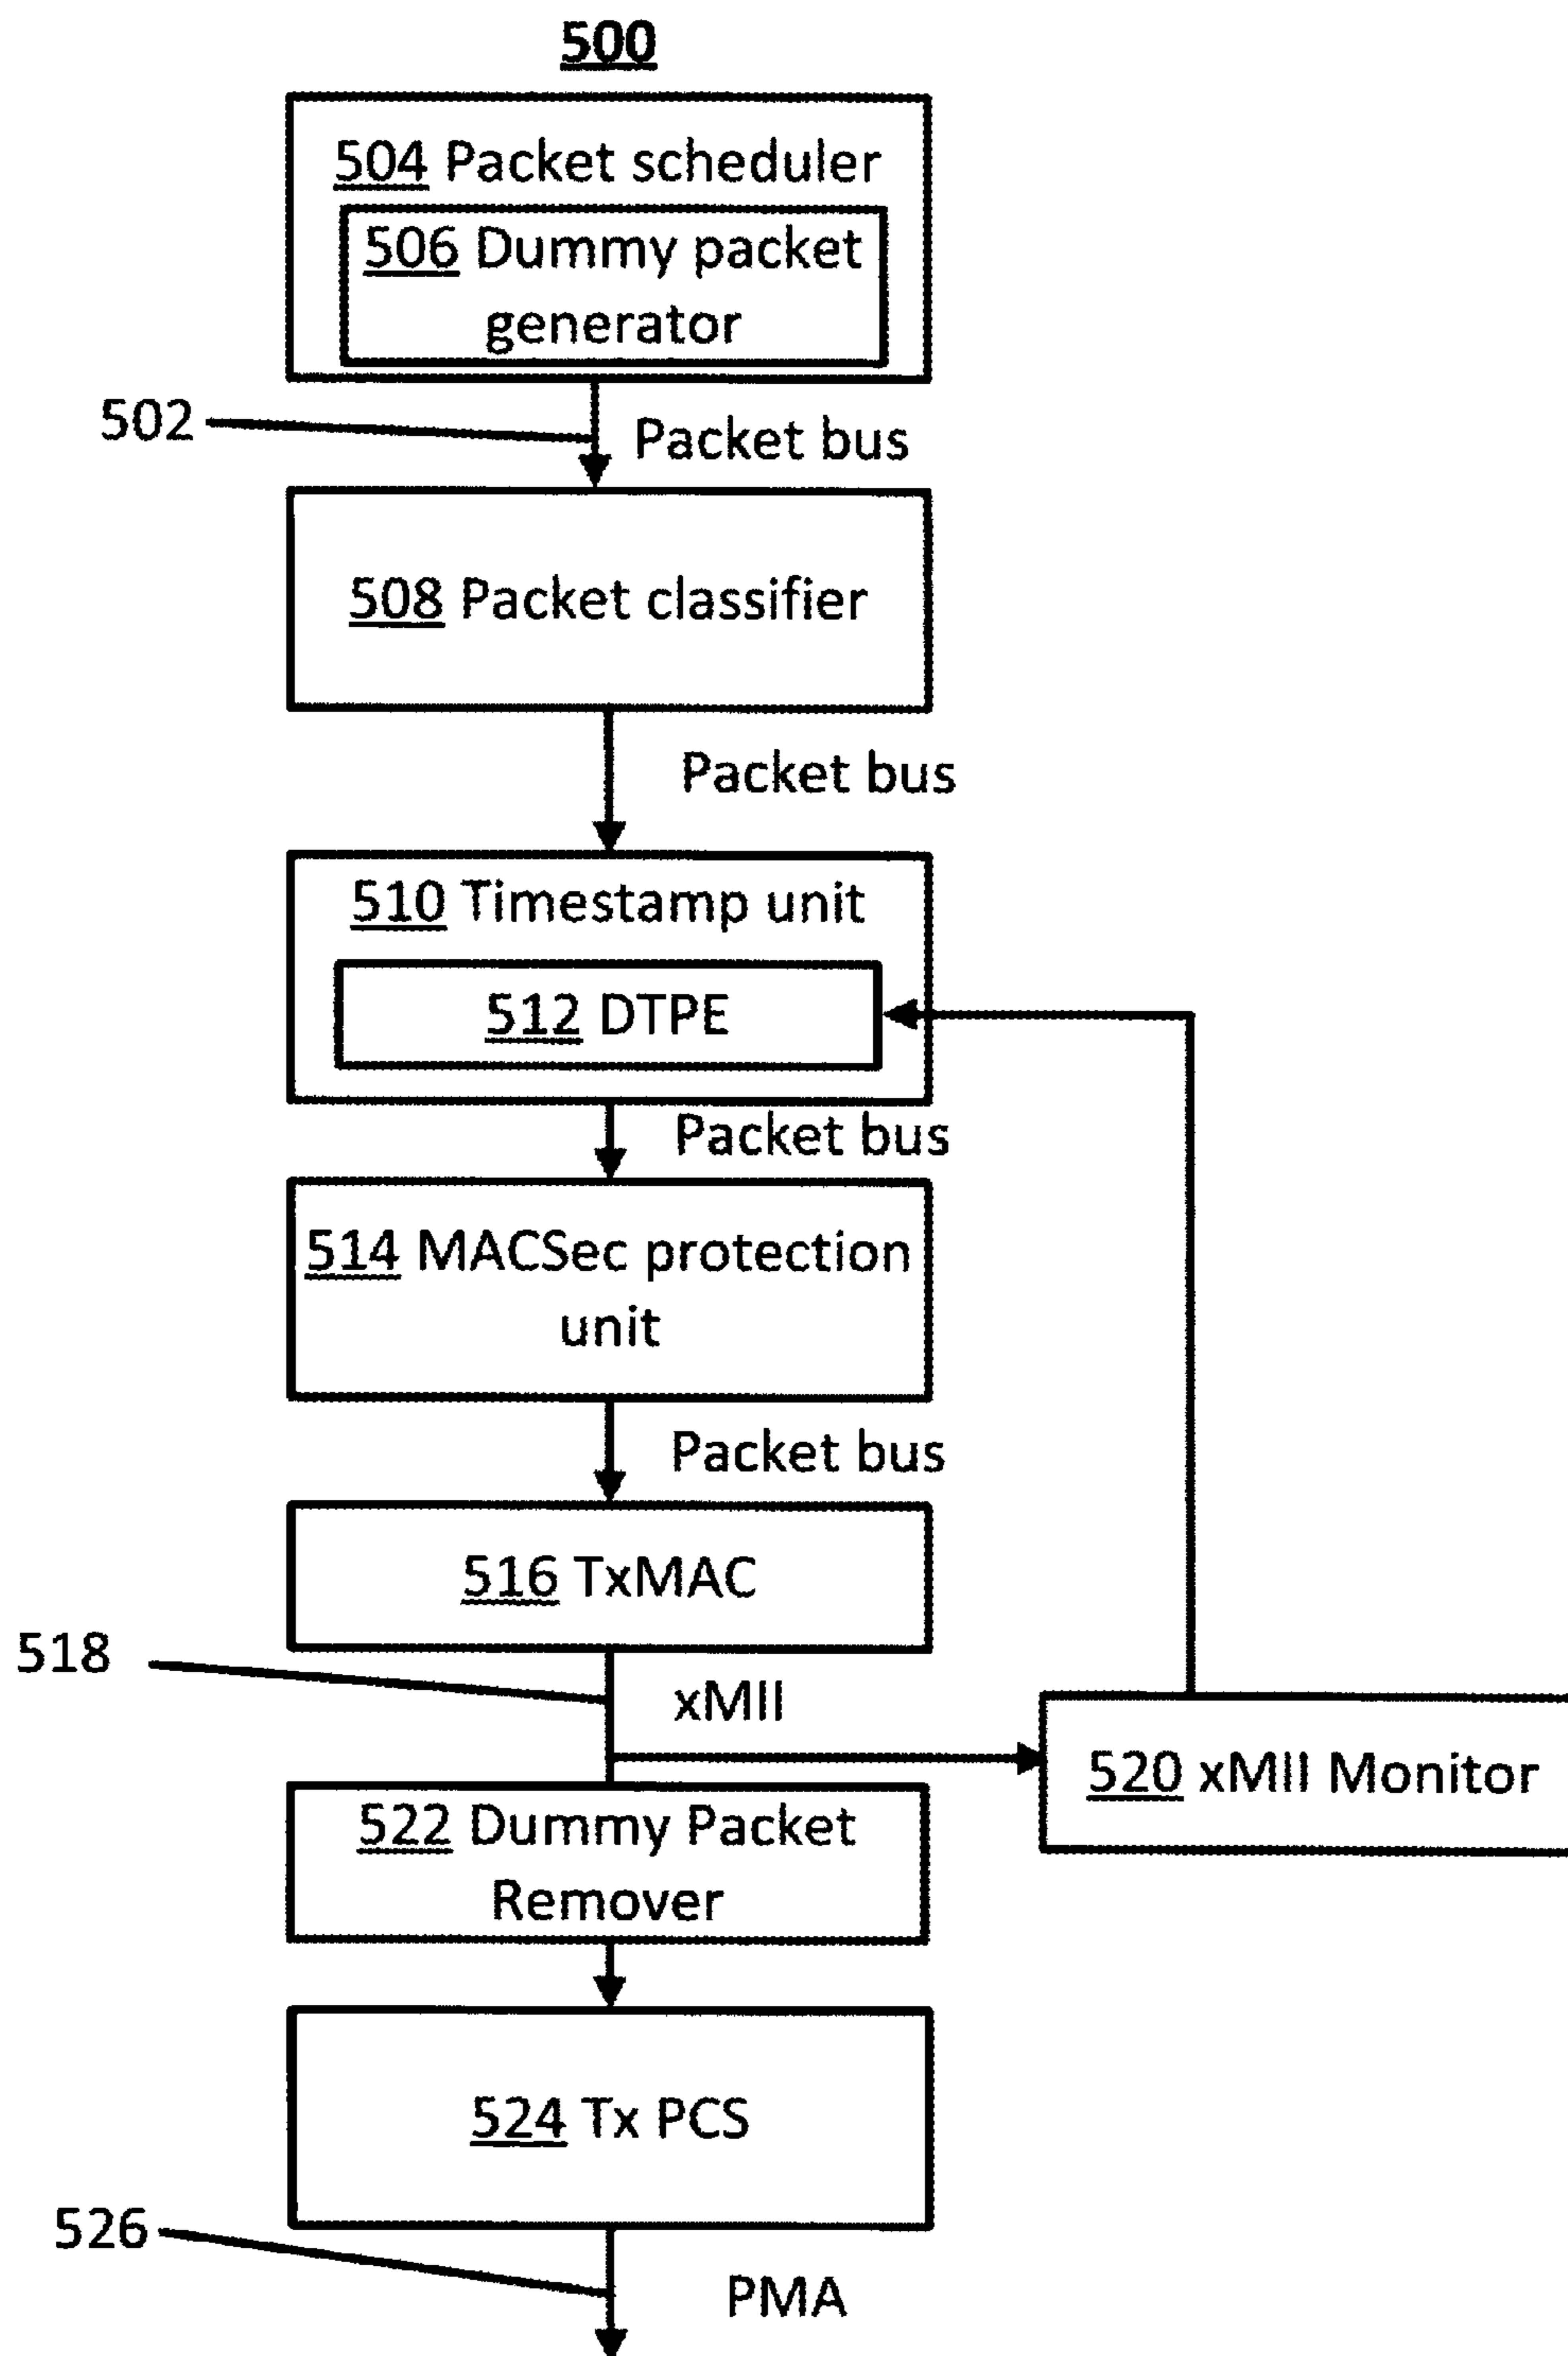 500
504 Packet scheduler
506 Dummy packet
generator
502
Packet bus
508 Packet classifier
Packet bus
510 Timestamp unit
512 DTPE
Packet bus
514 MACSec protection
unit
Packet bus
516 TxMAC
518
xMII
520 xMII Monitor
522 Dummy Packet
Remover
524 Tx PCS
526
PMA